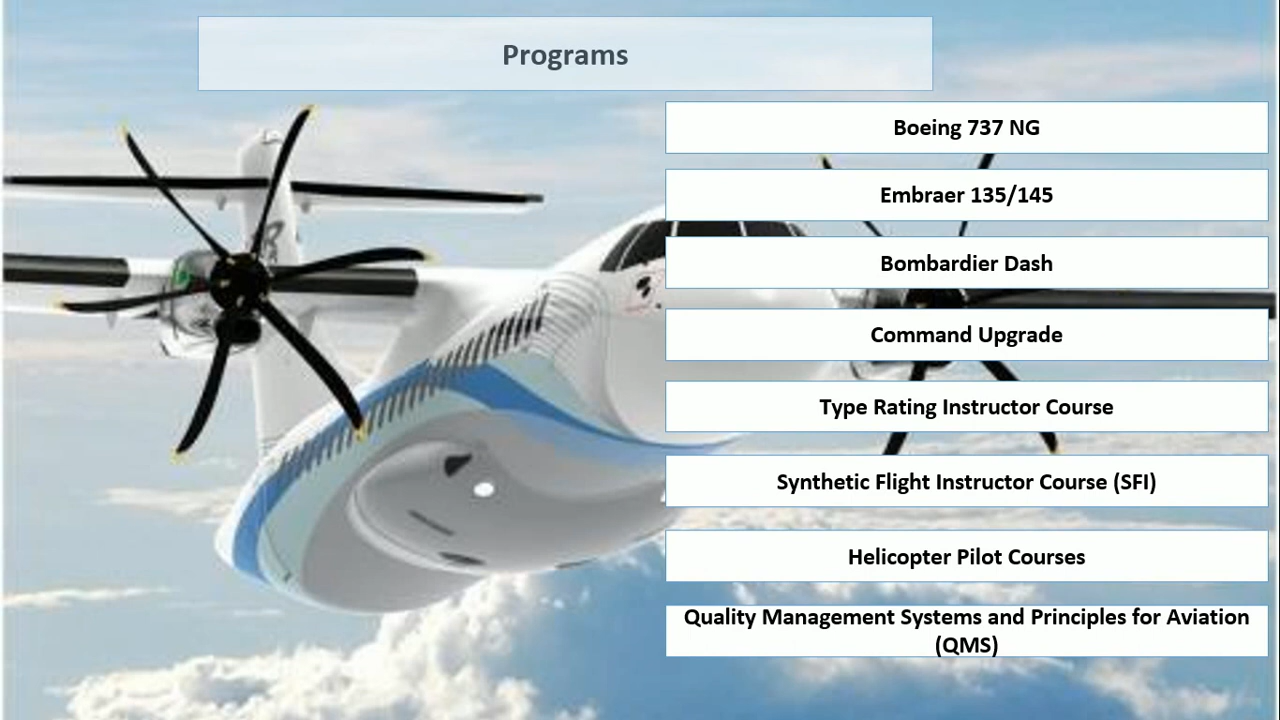 Programs
Boeing 737 NG
Embraer 135/145
Bombardier Dash
Command Upgrade
Type Rating Instructor Course
Synthetic Flight Instructor Course (SFI)
Helicopter Pilot Courses
Quality Management Systems and Principles for Aviation
(QMS)